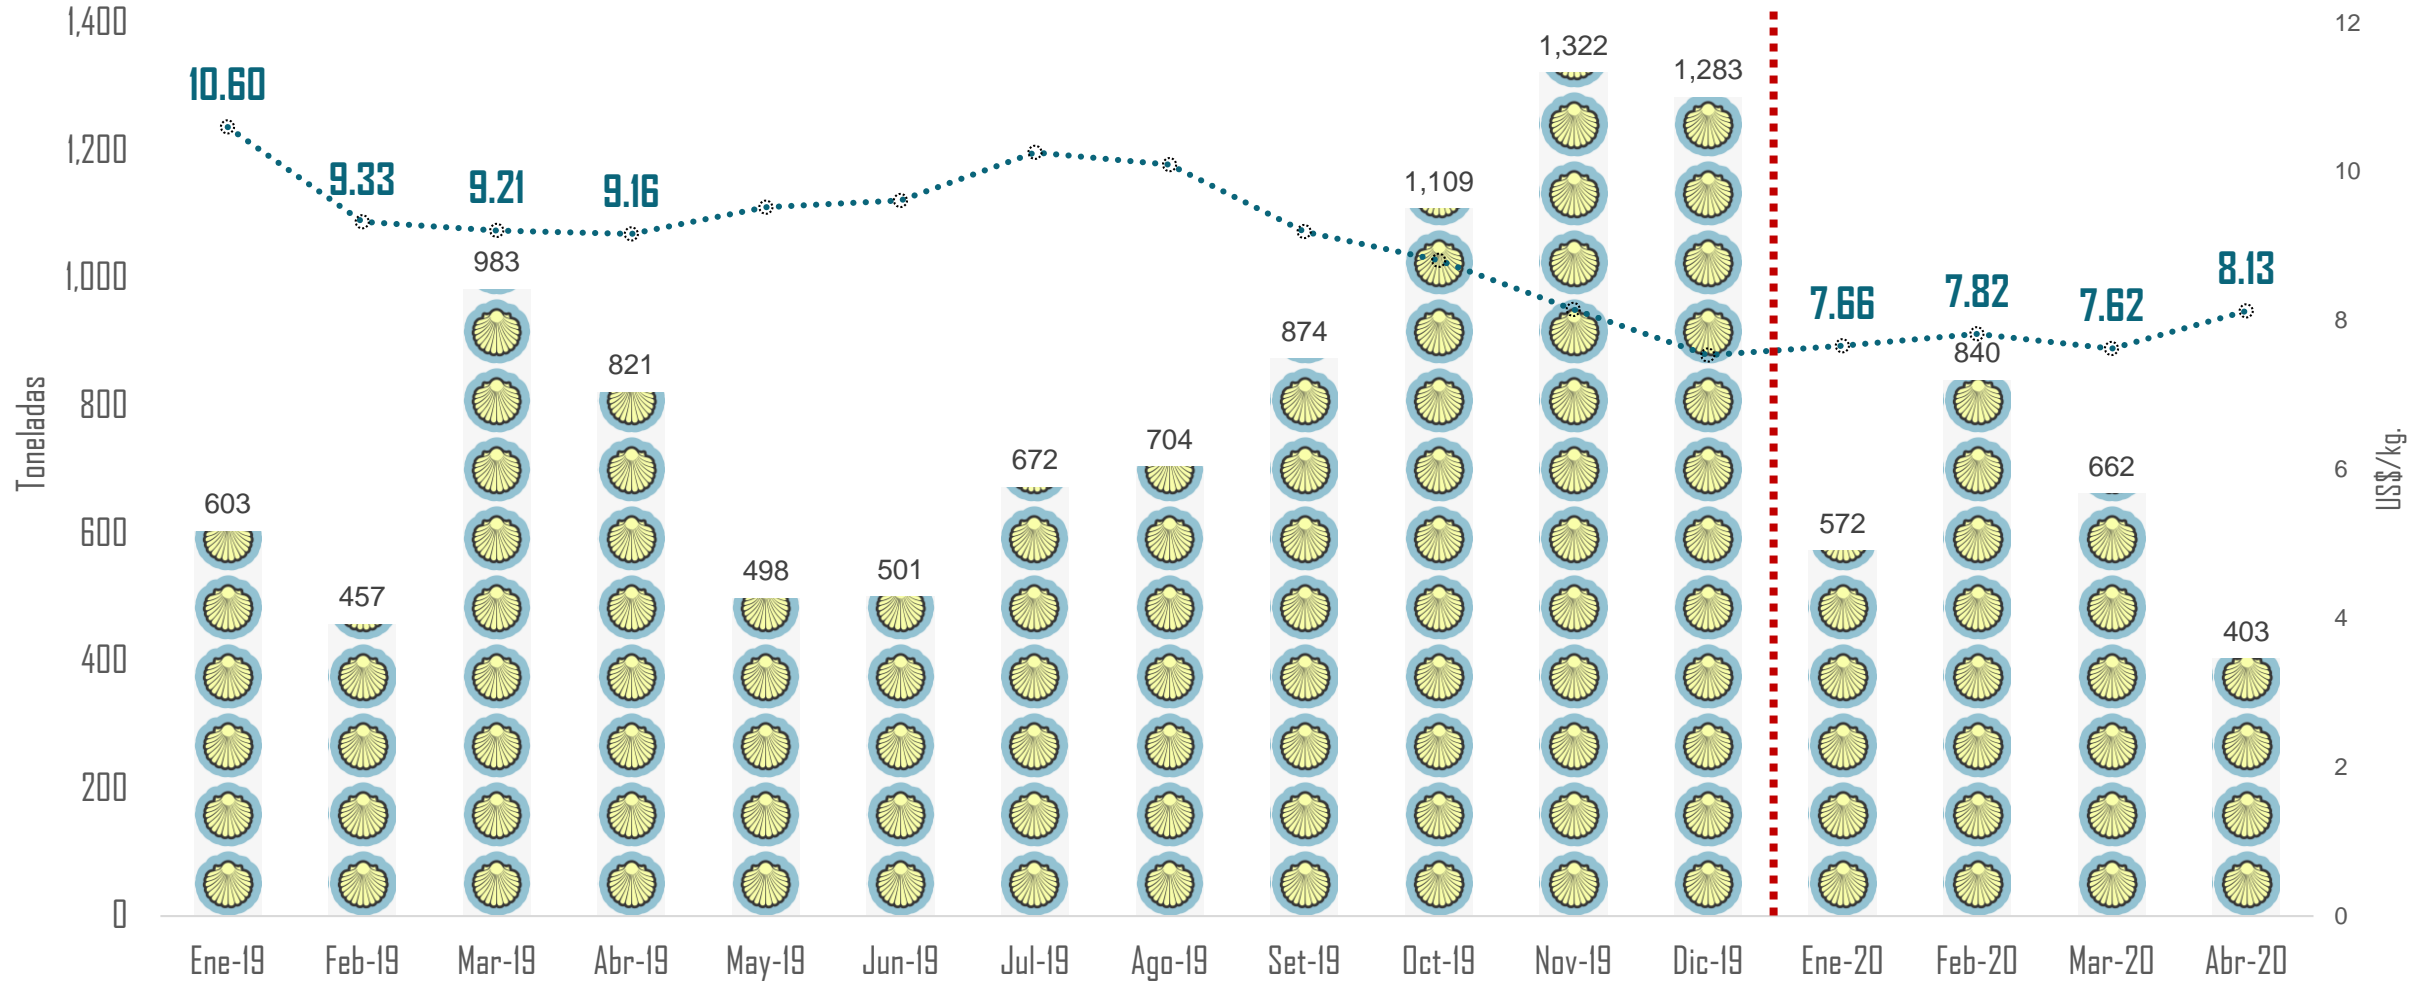 1,400
1,200
1,000
800
600
400
200
0
Toneladas
12
10
8
6
4
2
0
US$/kg.
10.60
9.33
9.21
9.16
7.66
7.82
7.62
8.13
603
457
983
821
498
501
672
704
874
1,109
1,322
1,283
572
840
662
403
Ene-19
Feb-19
Mar-19
Abr-19
May-19
Jun-19
Jul-19
Ago-19
Set-19
Oct-19
Nov-19
Dic-19
Ene-20
Feb-20
Mar-20
Abr-20